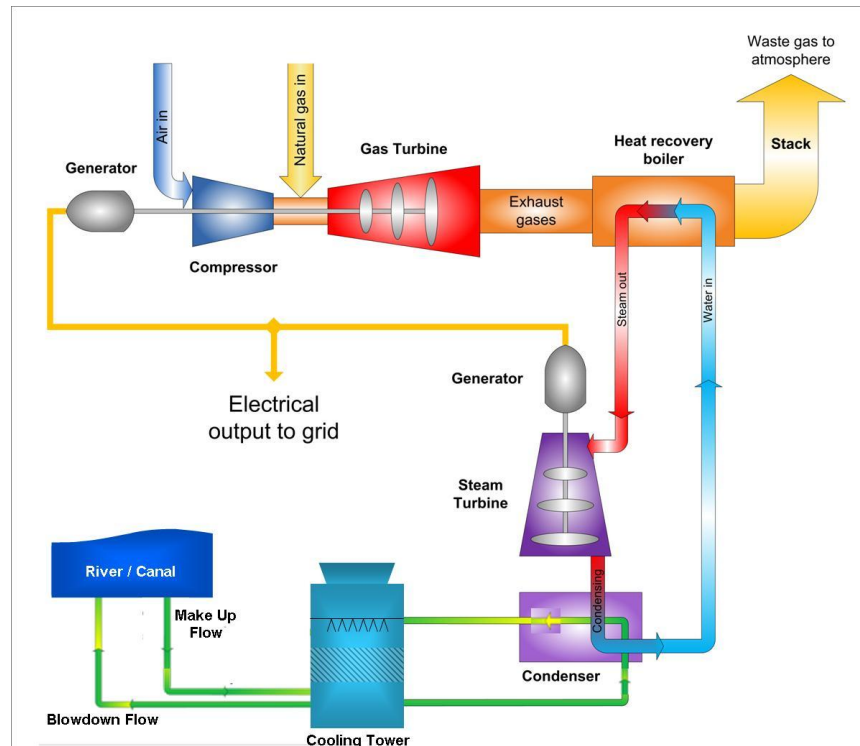 Waste gas to
atmosphere
Air in
Natural gas in
Generator
Gas Turbine
Heat recovery
boiler
Stack
Exhaust
gases
Compressor
Steam out
Water in
Generator
Electrical
output to grid
Steam
Turbine
River / Canal
Make Up
Flow
Condensing
Condenser
Blowdown Flow
Cooling Tower